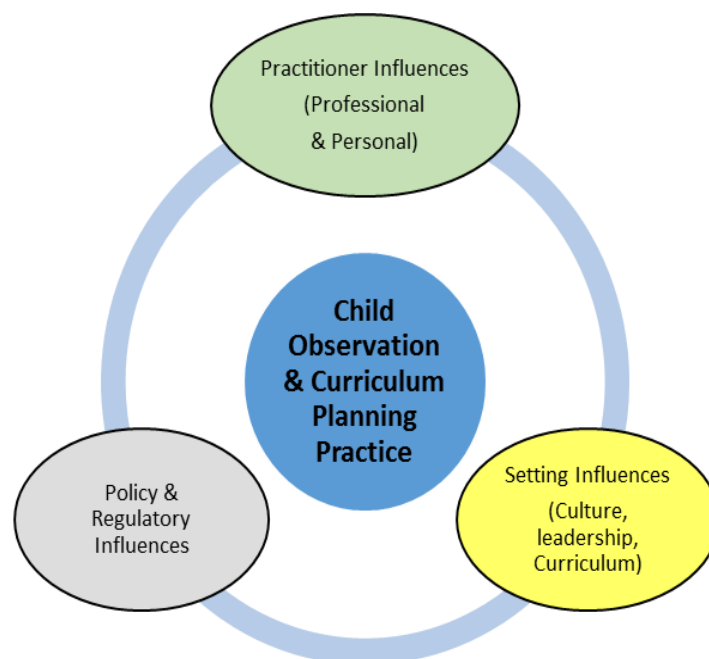 Practitioner Influences
(Professional
& Personal)
Child
Observation
& Curriculum
Planning
Practice
Policy &
Regulatory
Influences
Setting Influences
(Culture,
leadership,
Curriculum)